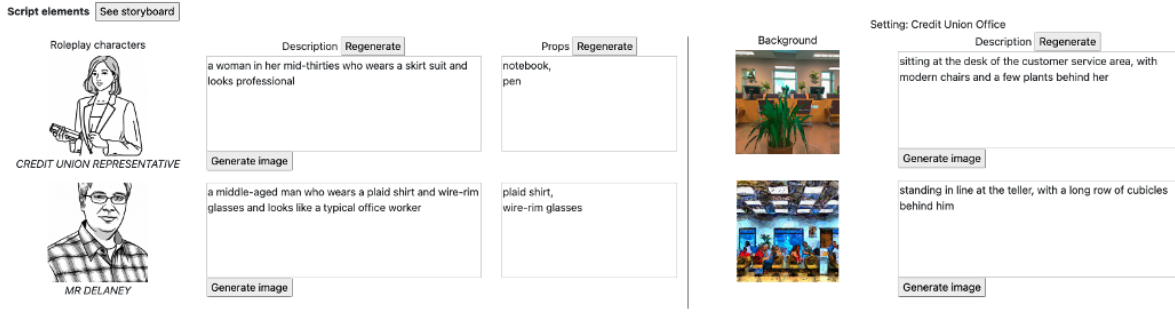 Script elements See storyboard
Roleplay characters
Description Regenerate
Props Regenerate
a woman in her mid-thirties who wears a skirt suit and
looks professional
notebook,
pen
CREDIT UNION REPRESENTATIVE
Generate image
a middle-aged man who wears a plaid shirt and wire-rim
glasses and looks like a typical office worker
plaid shirt,
wire-rim glasses
MR DELANEY
Generate image
Setting: Credit Union Office
Background
Description Regenerate
sitting at the desk of the customer service area, with
modern chairs and a few plants behind her
Generate image
standing in line at the teller, with a long row of cubicles
behind him
Generate image